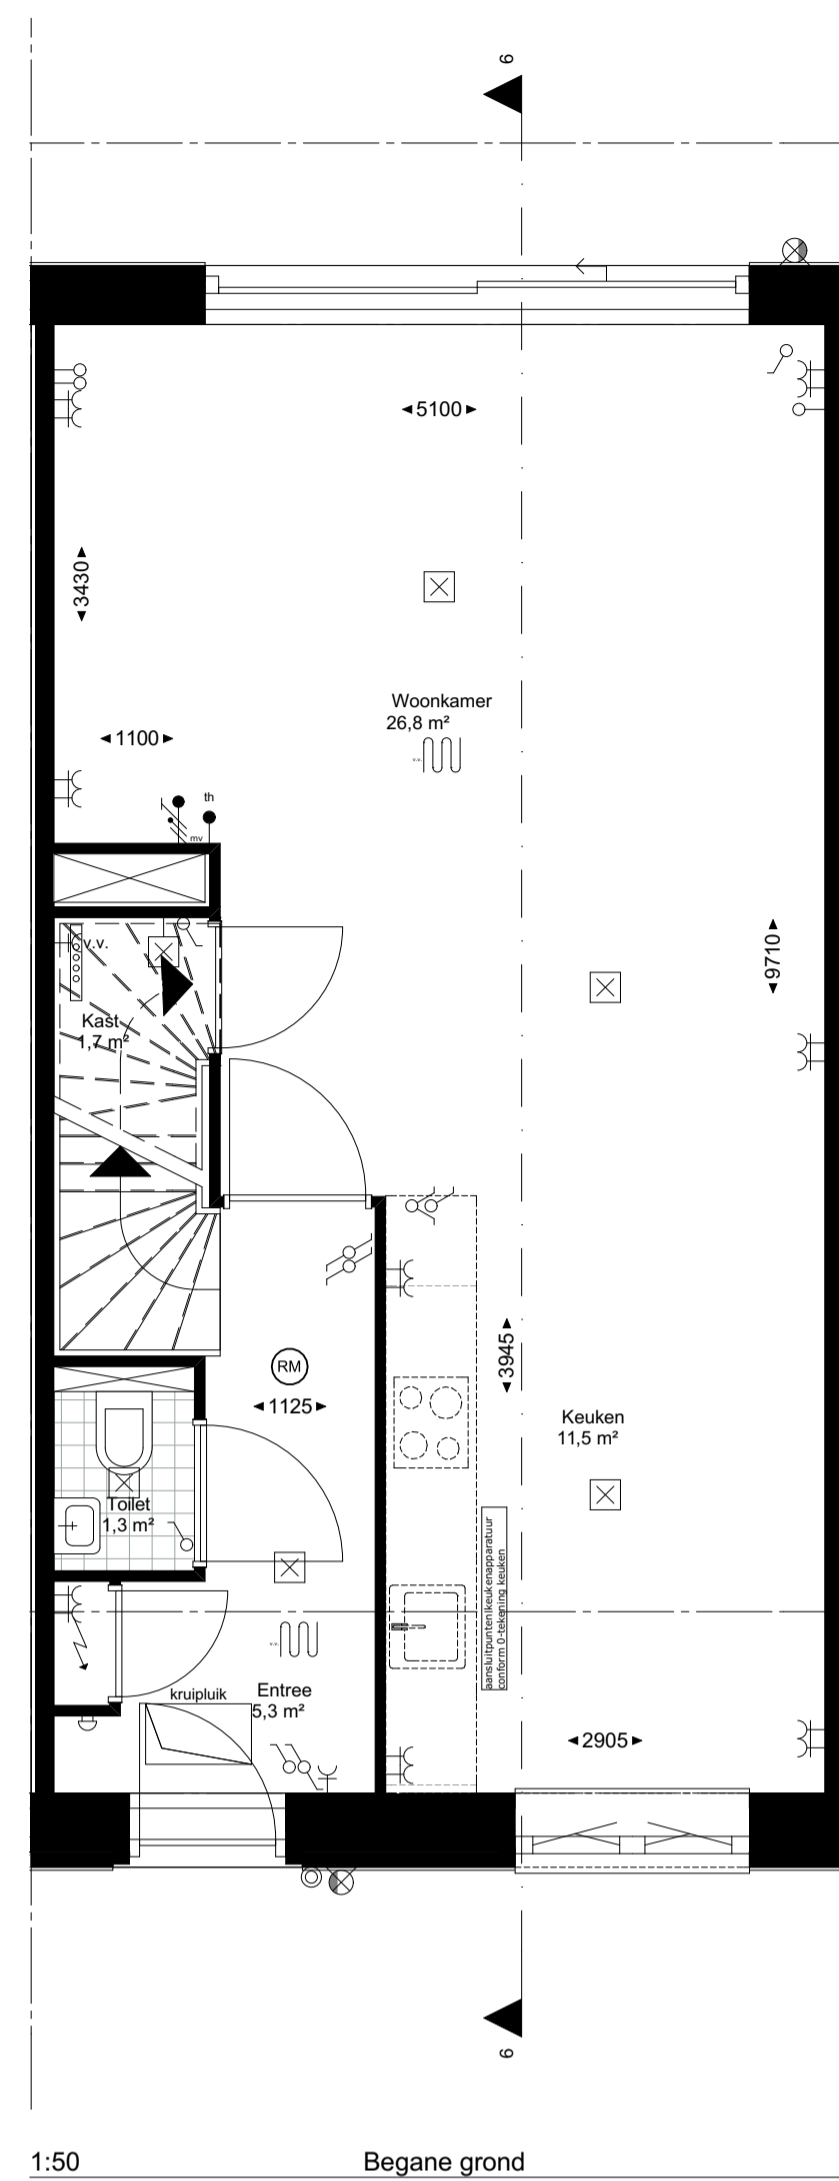 6
5100
3430
Woonkamer
26,8 m²
v.v.
1100
th
mv
v.v.
9710
Kast
1,7 m²
3945
RM
1125
Keuken
11,5 m²
Toilet
1,3 m²
aansluitpunten\keukenapparatuur
conform 0-tekening keuken
v.v.
kruipluik
Entree
5,3 m²
2905
6
1:50
Begane grond